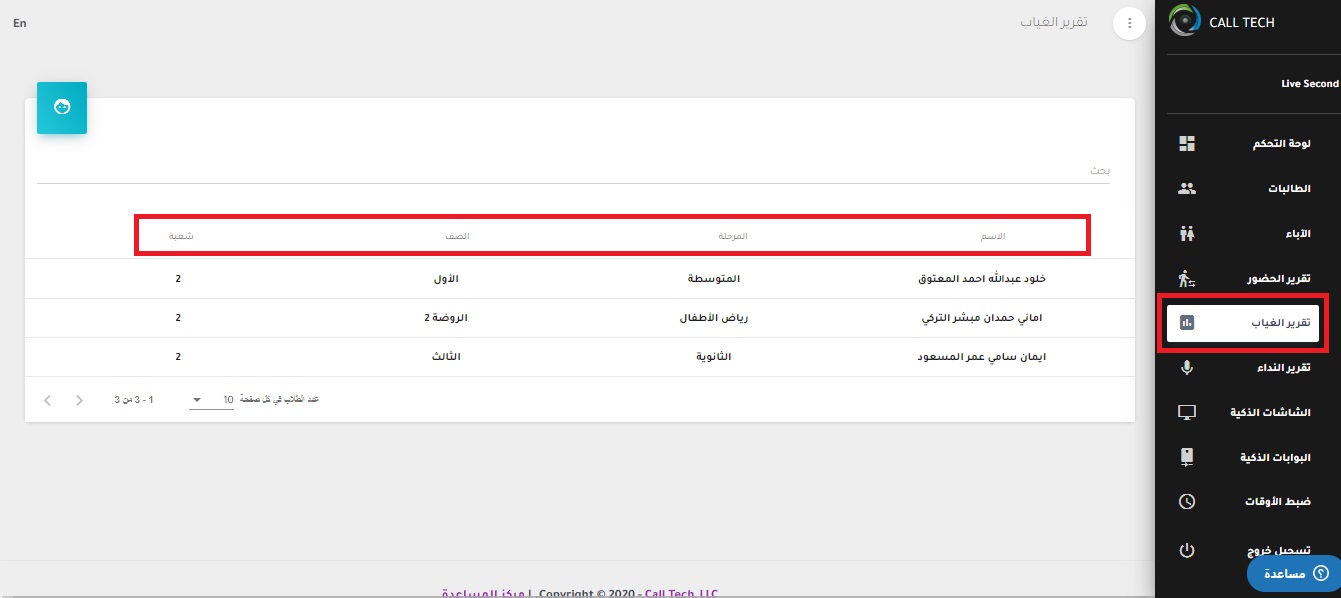 CALL TECH
Live Second
لوحة التحكم
الطالبات
الآباء
تقرير الحضور
تقرير الغياب
تقرير النداء
الشاشات الذكية
البوابات الذكية
ضبط الأوقات
تسجيل خروج
مساعدة
تقرير الغياب
En
بحث
الاسم المرحلة الصف شعبة
خلود عبدالله احمد المعتوق المتوسطة الأول 2
اماني حمدان مبشر التركي رياض الأطفال الروضة 2 2
ايمان سامي عمر المسعود الثانوية الثالث 2
عدد الطلاب في كل صفحة 10 1 - 3 من 3
مركز المساعدة | Copyright © 2020 - Call Tech, LLC